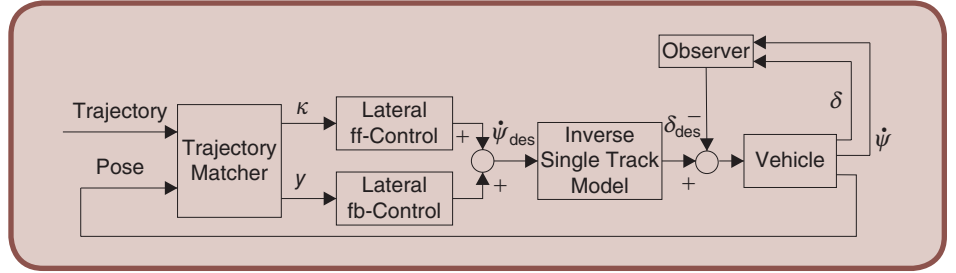 Observer
Trajectory
Pose
Trajectory
Matcher
κ
y
Lateral
ff-Control
Lateral
fb-Control
+
+
ψ̇des
Inverse
Single Track
Model
δdes
−
+
Vehicle
δ
ψ̇